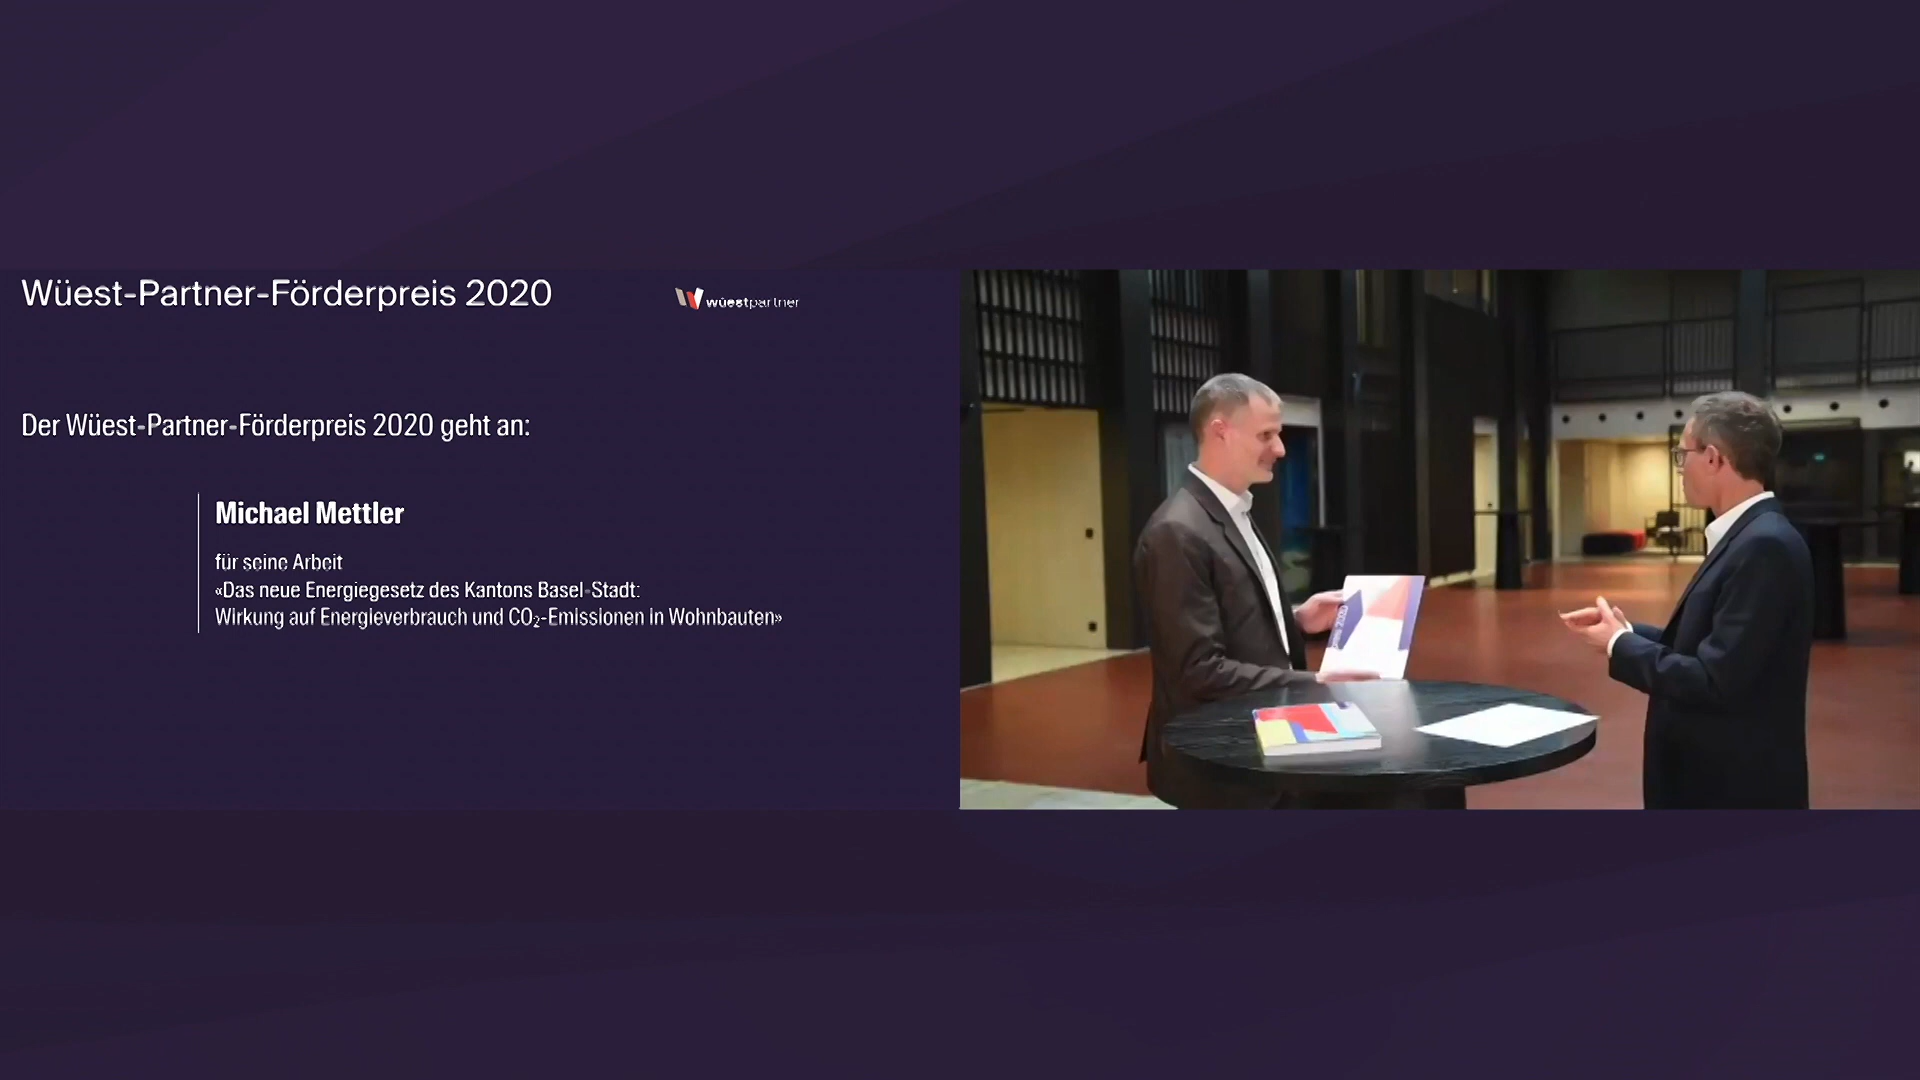 Wüest-Partner-Förderpreis 2020
wüestpartner
Der Wüest-Partner-Förderpreis 2020 geht an:
Michael Mettler
für seine Arbeit
«Das neue Energiegesetz des Kantons Basel-Stadt:
Wirkung auf Energieverbrauch und CO₂-Emissionen in Wohnbauten»